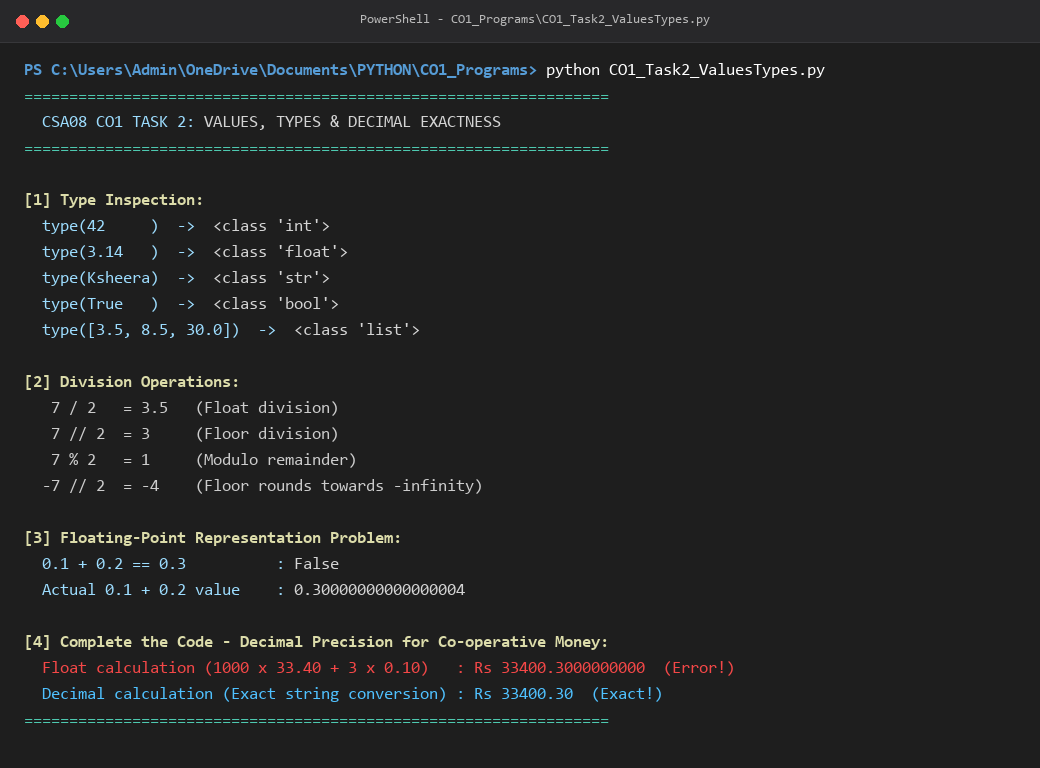 PowerShell - CO1_Programs\CO1_Task2_ValuesTypes.py
PS C:\Users\Admin\OneDrive\Documents\PYTHON\CO1_Programs> python CO1_Task2_ValuesTypes.py
=================================================================
  CSA08 CO1 TASK 2: VALUES, TYPES & DECIMAL EXACTNESS
=================================================================
[1] Type Inspection:
  type(42     )  ->  <class 'int'>
  type(3.14   )  ->  <class 'float'>
  type(Ksheera)  ->  <class 'str'>
  type(True   )  ->  <class 'bool'>
  type([3.5, 8.5, 30.0])  ->  <class 'list'>
[2] Division Operations:
   7 / 2   = 3.5   (Float division)
   7 // 2  = 3     (Floor division)
   7 % 2   = 1     (Modulo remainder)
  -7 // 2  = -4    (Floor rounds towards -infinity)
[3] Floating-Point Representation Problem:
  0.1 + 0.2 == 0.3          : False
  Actual 0.1 + 0.2 value    : 0.30000000000000004
[4] Complete the Code - Decimal Precision for Co-operative Money:
  Float calculation (1000 x 33.40 + 3 x 0.10)   : Rs 33400.3000000000  (Error!)
  Decimal calculation (Exact string conversion) : Rs 33400.30  (Exact!)
=================================================================